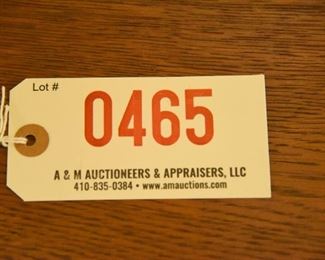 Lot #
0465
A & M AUCTIONEERS & APPRAISERS, LLC
410-835-0384 • www.amauctions.com